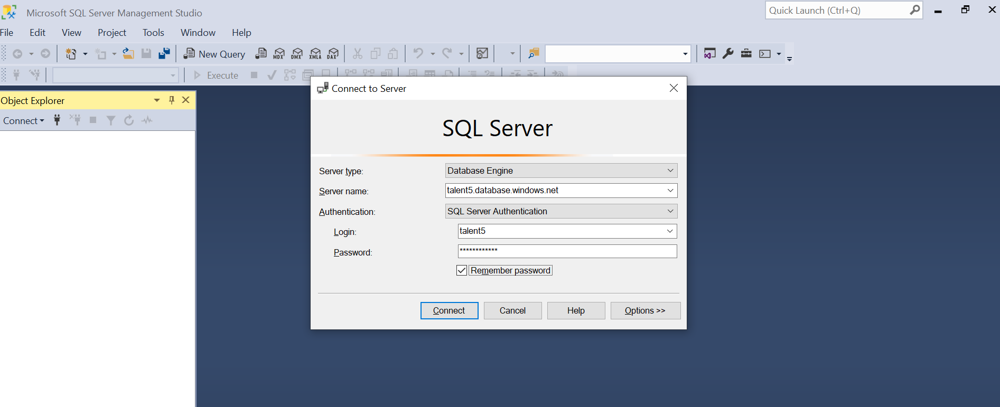 Microsoft SQL Server Management Studio
Quick Launch (Ctrl+Q)
File Edit View Project Tools Window Help
New Query MDX DMX XMLA DAX
Execute
Object Explorer
Connect
Connect to Server
SQL Server
Server type: Database Engine
Server name: talent5.database.windows.net
Authentication: SQL Server Authentication
Login: talent5
Password: ************
Remember password
Connect Cancel Help Options >>